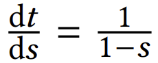 dt/ds = 1/(1−s)